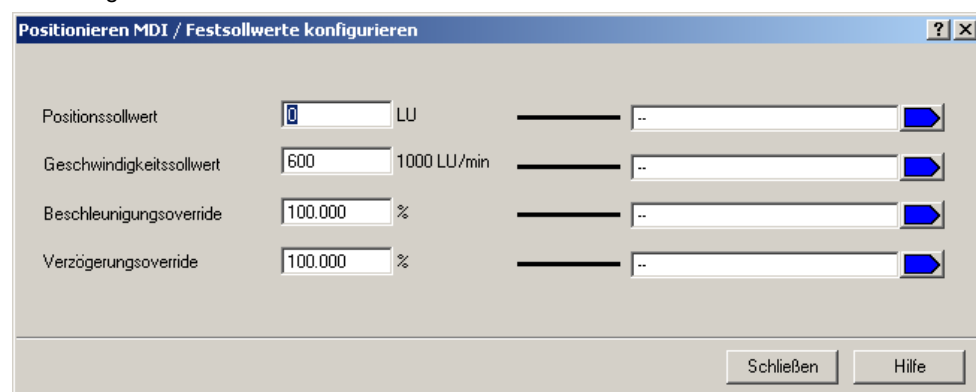 Positionieren MDI / Festsollwerte konfigurieren
Positionssollwert 0 LU --
Geschwindigkeitssollwert 600 1000 LU/min --
Beschleunigungsoverride 100.000 % --
Verzögerungsoverride 100.000 % --
Schließen Hilfe